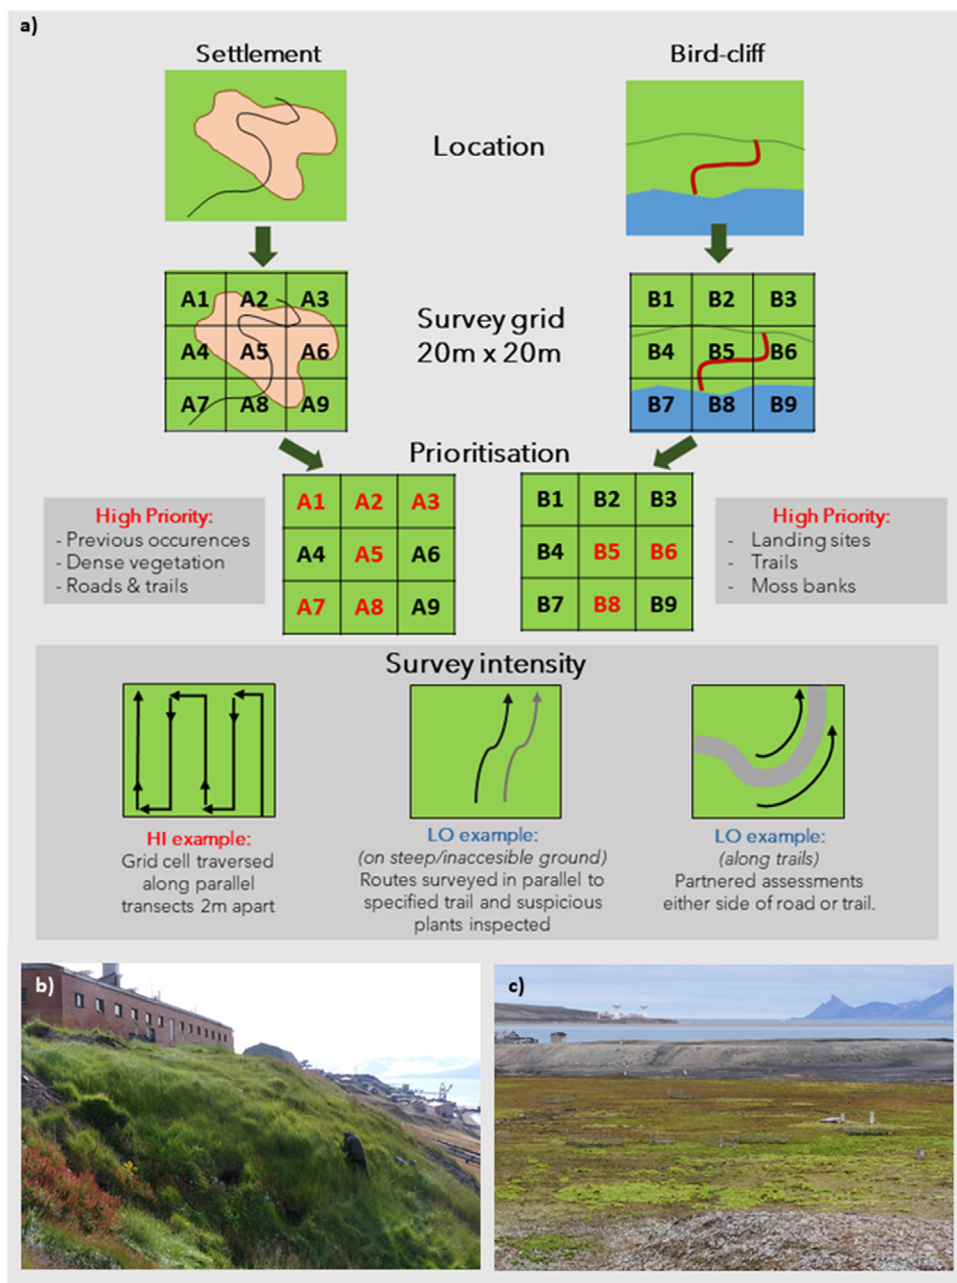 a)
Settlement
Bird-cliff
Location
A1 A2 A3
A4 A5 A6
A7 A8 A9
Survey grid
20m x 20m
B1 B2 B3
B4 B5 B6
B7 B8 B9
Prioritisation
High Priority:
- Previous occurences
- Dense vegetation
- Roads & trails
A1 A2 A3
A4 A5 A6
A7 A8 A9
B1 B2 B3
B4 B5 B6
B7 B8 B9
High Priority:
- Landing sites
- Trails
- Moss banks
Survey intensity
HI example:
Grid cell traversed
along parallel
transects 2m apart
LO example:
(on steep/inaccesible ground)
Routes surveyed in parallel to
specified trail and suspicious
plants inspected
LO example:
(along trails)
Partnered assessments
either side of road or trail.
b)
c)